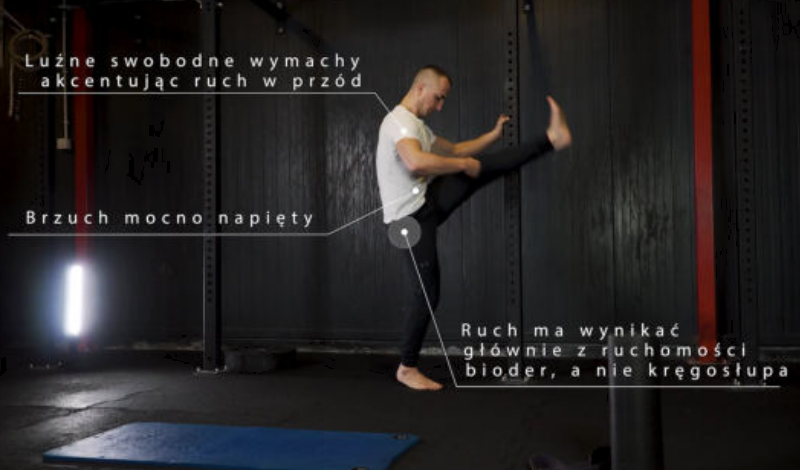 Luźne swobodne wymachy
akcentując ruch w przód
Brzuch mocno napięty
Ruch ma wynikać
głównie z ruchomości
bioder, a nie kręgosłupa